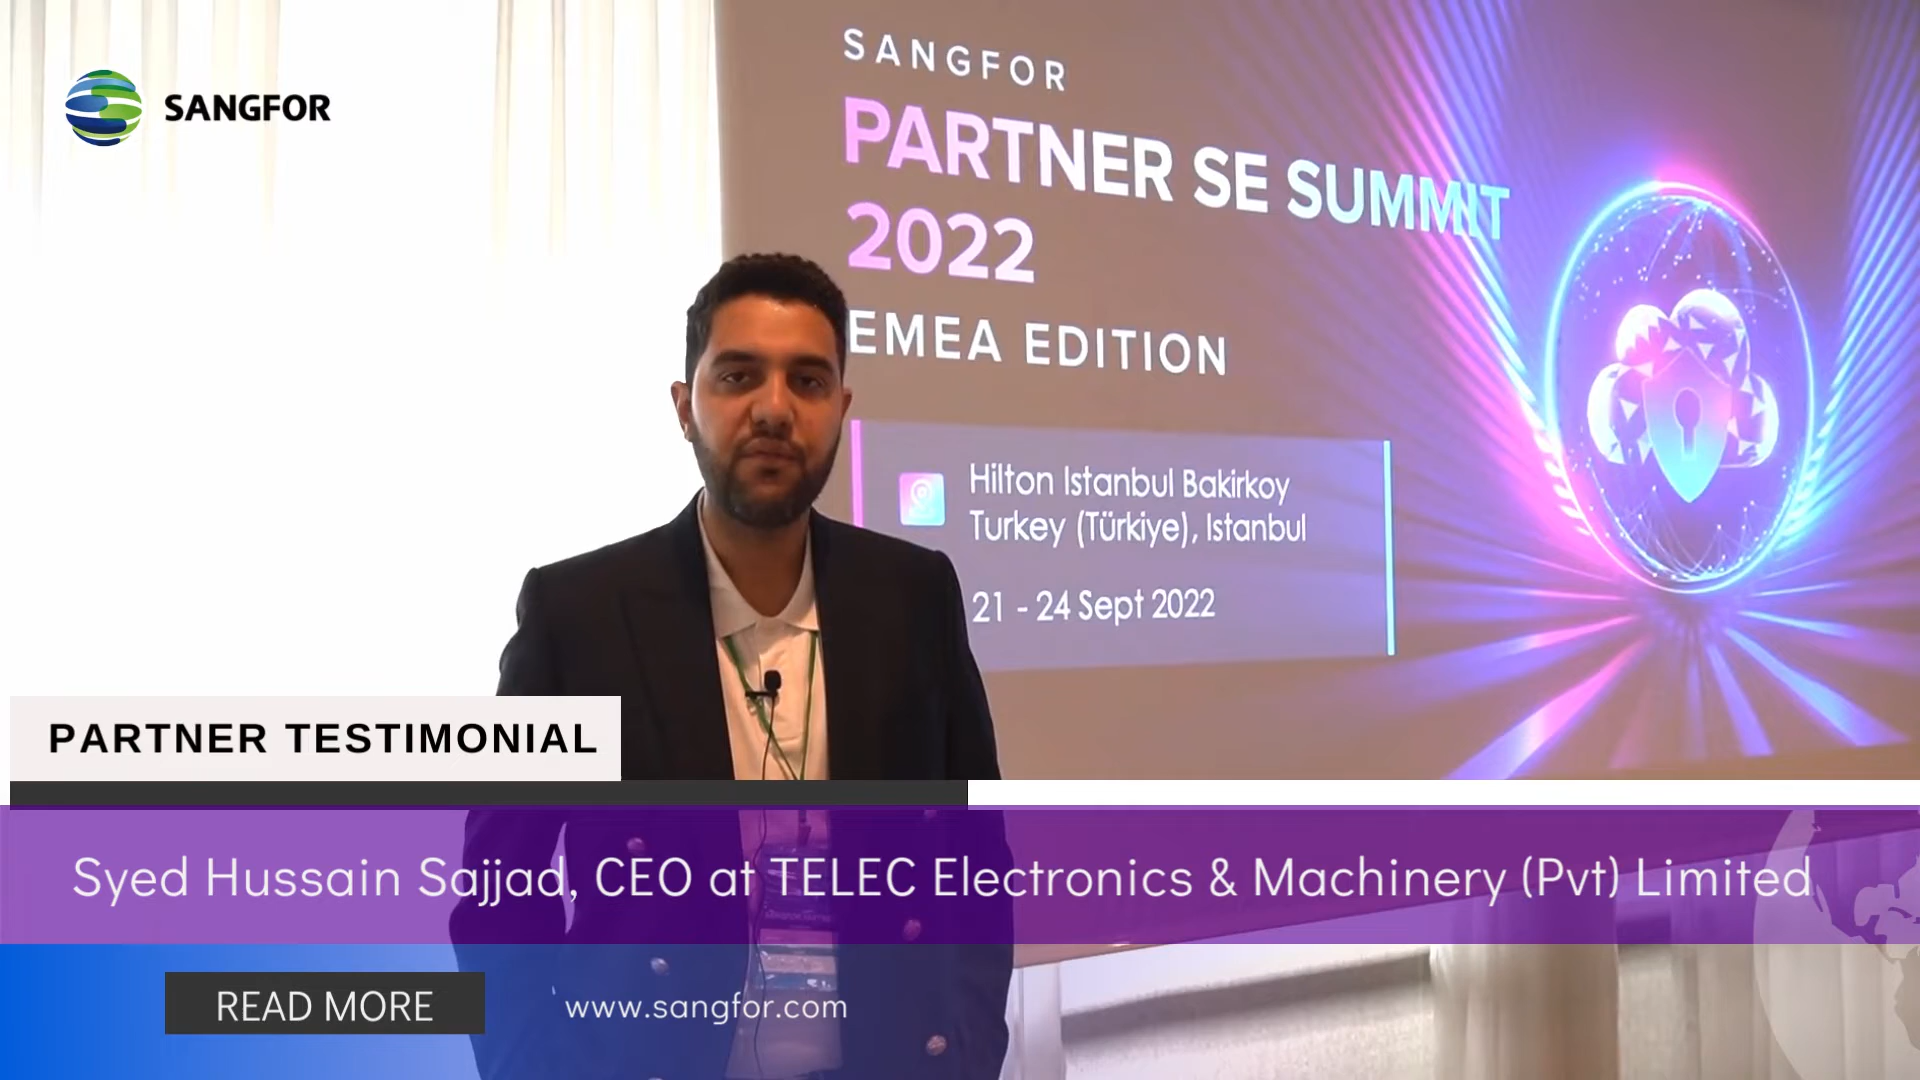 SANGFOR
SANGFOR
PARTNER SE SUMMIT
2022
EMEA EDITION
Hilton Istanbul Bakirkoy
Turkey (Türkiye), Istanbul
21 - 24 Sept 2022
PARTNER TESTIMONIAL
Syed Hussain Sajjad, CEO at TELEC Electronics & Machinery (Pvt) Limited
READ MORE
www.sangfor.com